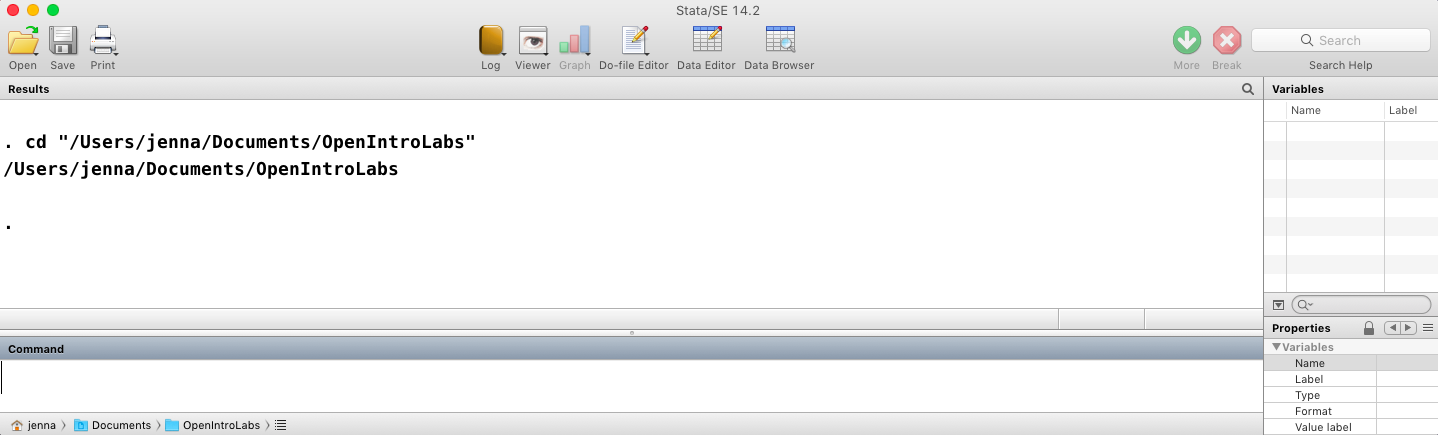 Stata/SE 14.2
Open Save Print Log Viewer Graph Do-file Editor Data Editor Data Browser More Break Search
Search Help
Results
. cd "/Users/jenna/Documents/OpenIntroLabs"
/Users/jenna/Documents/OpenIntroLabs
.
Command
jenna 〉 Documents 〉 OpenIntroLabs 〉
Variables
Name Label
Properties
Variables
Name
Label
Type
Format
Value label